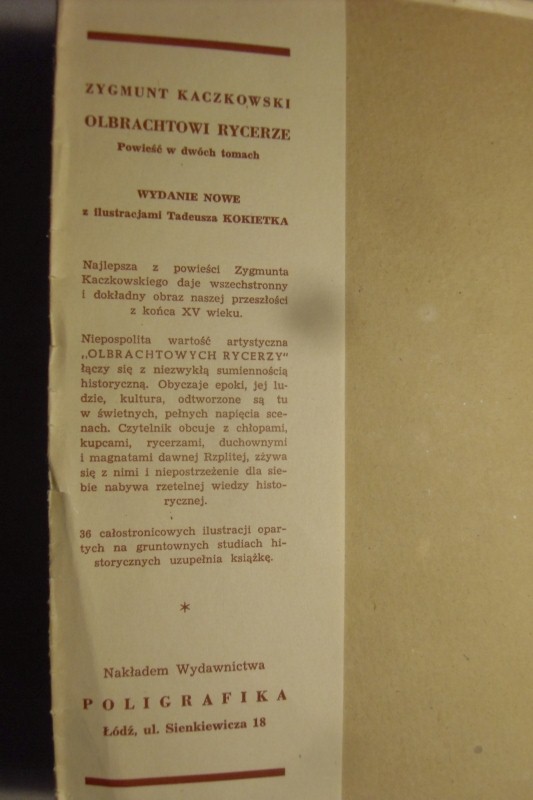 ZYGMUNT KACZKOWSKI
OLBRACHTOWI RYCERZE
Powieść w dwóch tomach
WYDANIE NOWE
z ilustracjami Tadeusza KOKIETKA
Najlepsza z powieści Zygmunta
Kaczkowskiego daje wszechstronny
i dokładny obraz naszej przeszłości
z końca XV wieku.
Niepospolita wartość artystyczna
„OLBRACHTOWYCH RYCERZY"
łączy się z niezwykłą sumiennością
historyczną. Obyczaje epoki, jej lu-
dzie, kultura, odtworzone są tu
w świetnych, pełnych napięcia sce-
nach. Czytelnik obcuje z chłopami,
kupcami, rycerzami, duchownymi
i magnatami dawnej Rzplitej, zżywa
się z nimi i niepostrzeżenie dla sie-
bie nabywa rzetelnej wiedzy histo-
rycznej.
36 całostronicowych ilustracji opar-
tych na gruntownych studiach hi-
storycznych uzupełnia książkę.
*
Nakładem Wydawnictwa
POLIGRAFIKA
Łódź, ul. Sienkiewicza 18